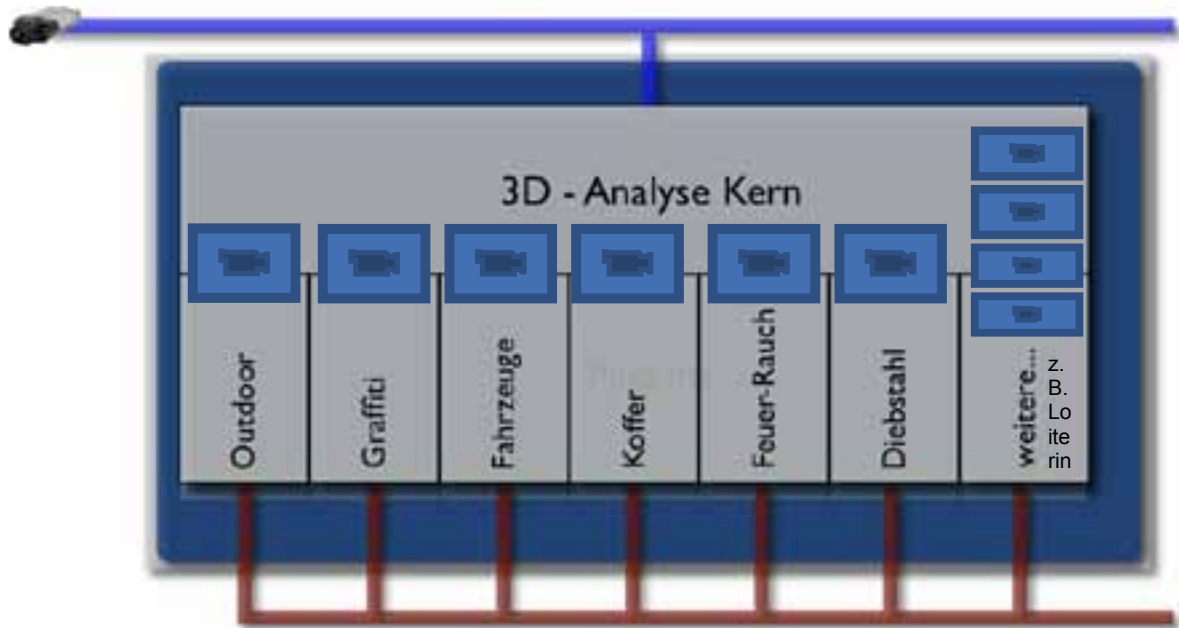 3D - Analyse Kern
Outdoor
Graffiti
Fahrzeuge
Koffer
Feuer-Rauch
Diebstahl
weitere...
z.
B.
Lo
ite
rin